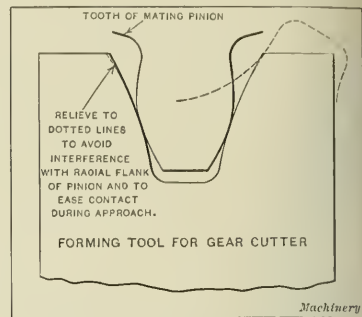 TOOTH OF MATING PINION
RELIEVE TO
DOTTED LINES
TO AVOID
INTERFERENCE
WITH RADIAL FLANK
OF PINION AND TO
EASE CONTACT
DURING APPROACH.
FORMING TOOL FOR GEAR CUTTER
Machinery